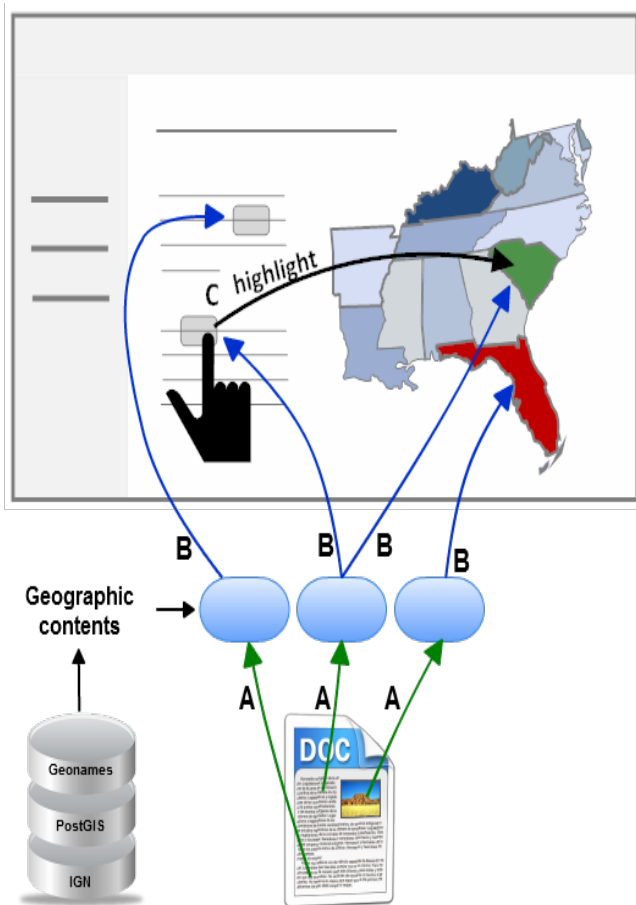 C highlight
B
B
B
B
Geographic
contents
A
A
A
DOC
Geonames
PostGIS
IGN